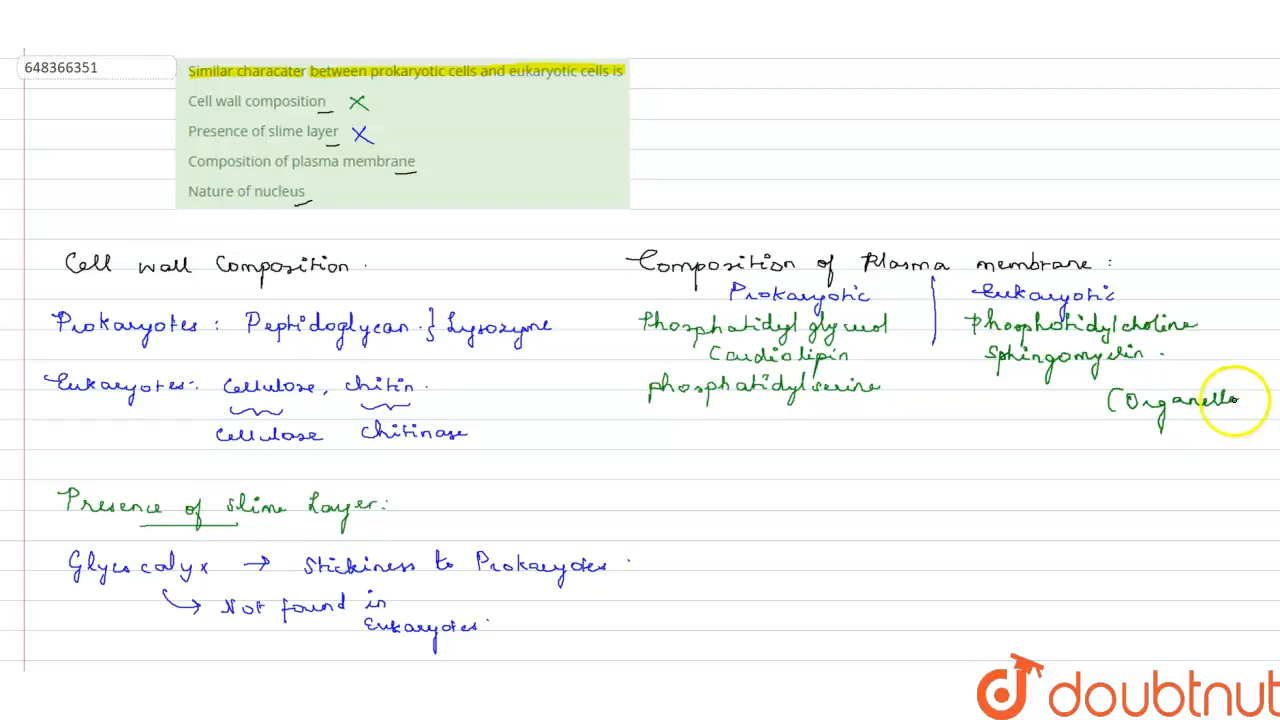 648366351
Similar characater between prokaryotic cells and eukaryotic cells is
Cell wall composition
Presence of slime layer
Composition of plasma membrane
Nature of nucleus
Cell wall Composition.
Prokaryotes : Peptidoglycan. } Lysozyme
Eukaryotes: Cellulose, chitin.
Cellulose Chitinase
Presence of Slime Layer:
Glycocalyx → Stickiness to Prokaryotes.
↳ Not found in
Eukaryotes.
Composition of Plasma membrane:
Prokaryotic | Eukaryotic
Phosphatidyl glycerol Phosphotidylcholine
Cardiolipin Sphingomyelin.
phosphatidylserine
(Organelle
doubtnut